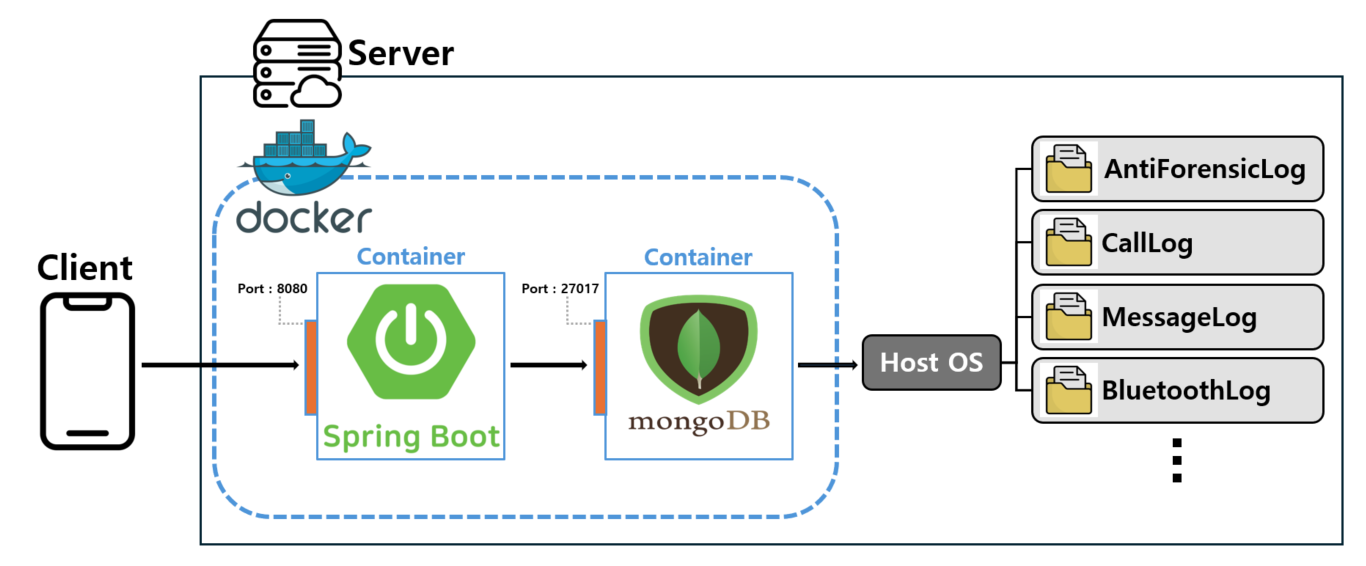 Server
docker
Client
Container
Port : 8080
Spring Boot
Container
Port : 27017
mongoDB
Host OS
AntiForensicLog
CallLog
MessageLog
BluetoothLog